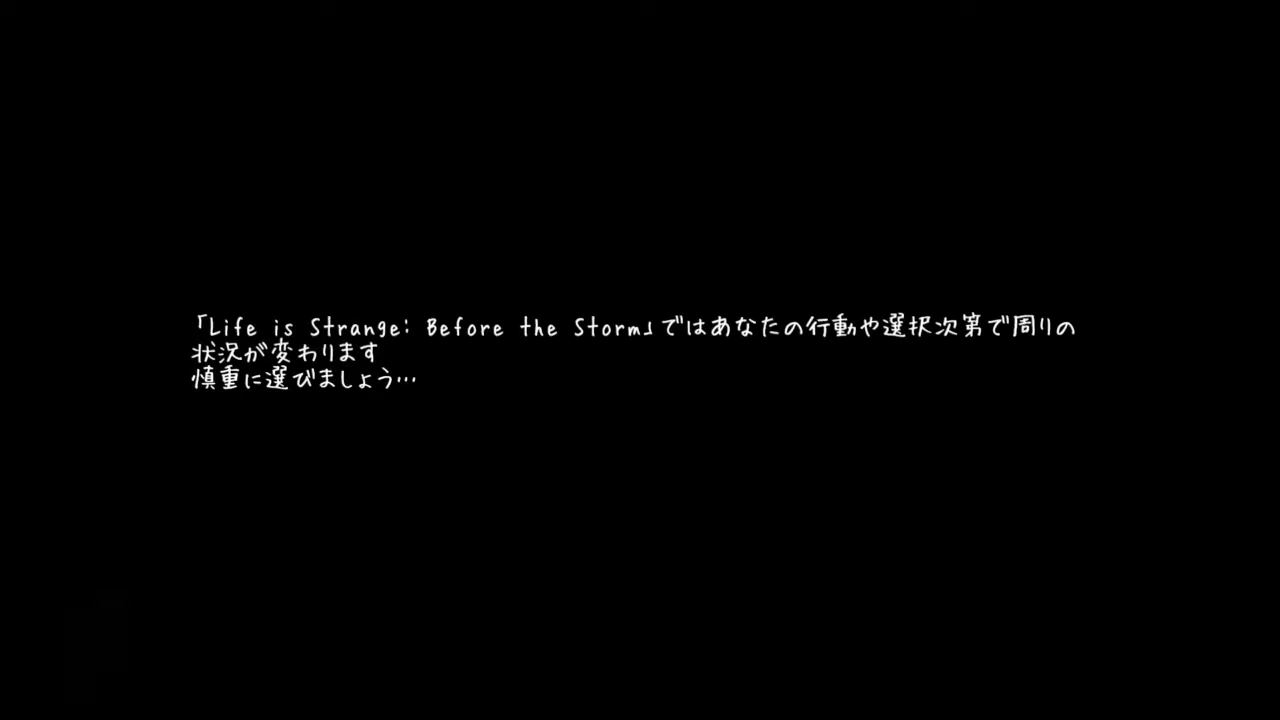 「Life is Strange: Before the Storm」ではあなたの行動や選択次第で周りの
状況が変わります
慎重に選びましょう…